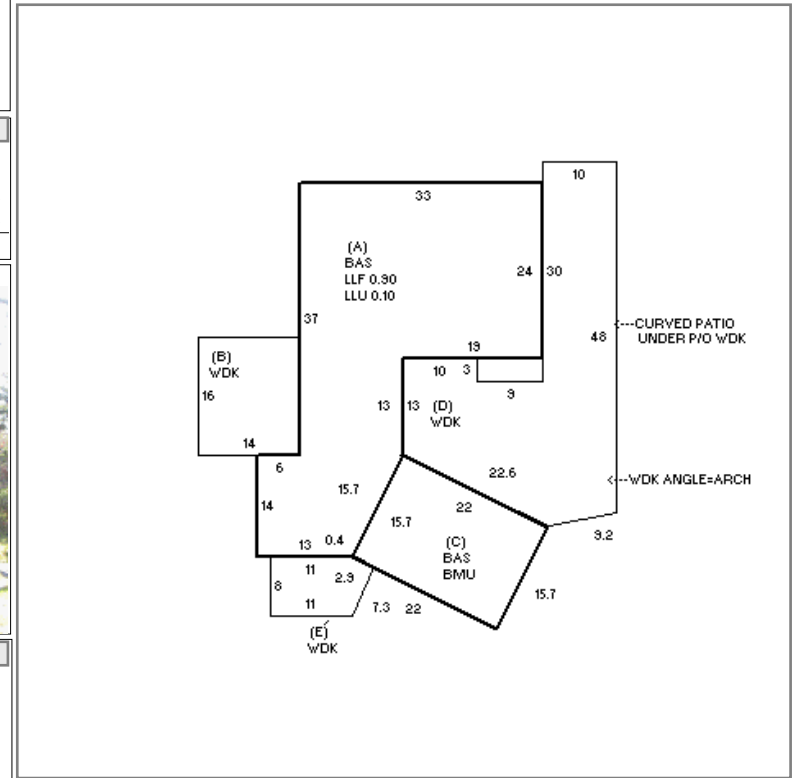 10
33
(A)
BAS
LLF 0.90
LLU 0.10
24 30
37
CURVED PATIO
UNDER P/O WDK
48
19
(B)
WDK
16
10 3
9
13 13
(D)
WDK
14
6
22.6
WDK ANGLE=ARCH
15.7
14
22
15.7
9.2
13 0.4
(C)
BAS
BMU
11
2.9
8
15.7
11
7.3 22
(E)
WDK